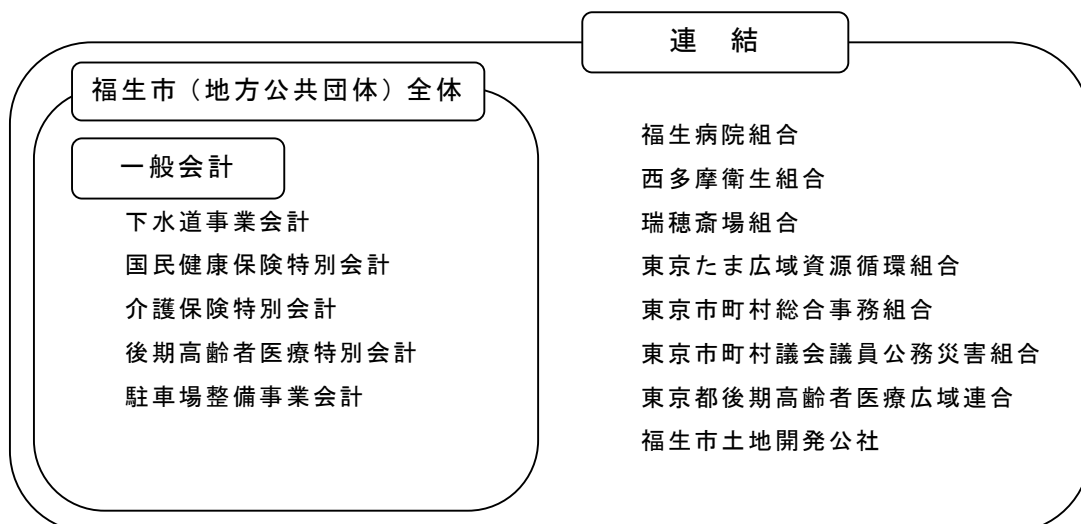 連　結
福生市（地方公共団体）全体
一般会計
下水道事業会計
国民健康保険特別会計
介護保険特別会計
後期高齢者医療特別会計
駐車場整備事業会計
福生病院組合
西多摩衛生組合
瑞穂斎場組合
東京たま広域資源循環組合
東京市町村総合事務組合
東京市町村議会議員公務災害組合
東京都後期高齢者医療広域連合
福生市土地開発公社